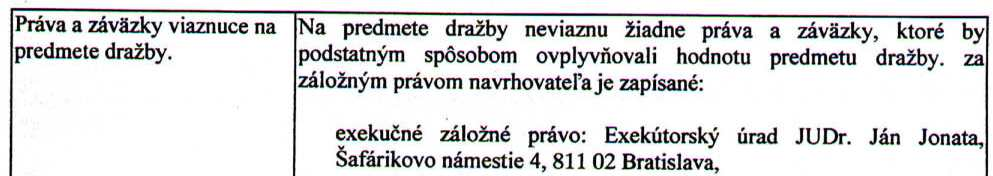 Práva a záväzky viaznuce na
predmete dražby.
Na predmete dražby neviaznu žiadne práva a záväzky, ktoré by
podstatným spôsobom ovplyvňovali hodnotu predmetu dražby. za
záložným právom navrhovateľa je zapísané:
exekučné záložné právo: Exekútorský úrad JUDr. Ján Jonata,
Šafárikovo námestie 4, 811 02 Bratislava,